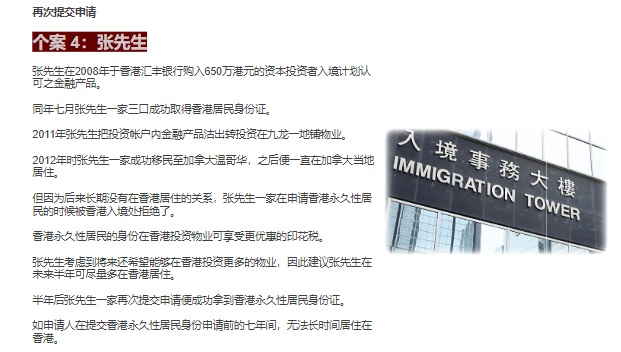 再次提交申请
个案 4：张先生
张先生在2008年于香港汇丰银行购入650万港元的资本投资者入境计划认
可之金融产品。
同年七月张先生一家三口成功取得香港居民身份证。
2011年张先生把投资帐户内金融产品沽出转投资在九龙一地铺物业。
2012年时张先生一家成功移民至加拿大温哥华，之后便一直在加拿大当地
居住。
但因为后来长期没有在香港居住的关系，张先生一家在申请香港永久性居
民的时候被香港入境处拒绝了。
香港永久性居民的身份在香港投资物业可享受更优惠的印花税。
张先生考虑到将来还希望能够在香港投资更多的物业，因此建议张先生在
未来半年可尽量多在香港居住。
半年后张先生一家再次提交申请便成功拿到香港永久性居民身份证。
如申请人在提交香港永久性居民身份申请前的七年间，无法长时间居住在
香港。
入境事務大樓
IMMIGRATION TOWER